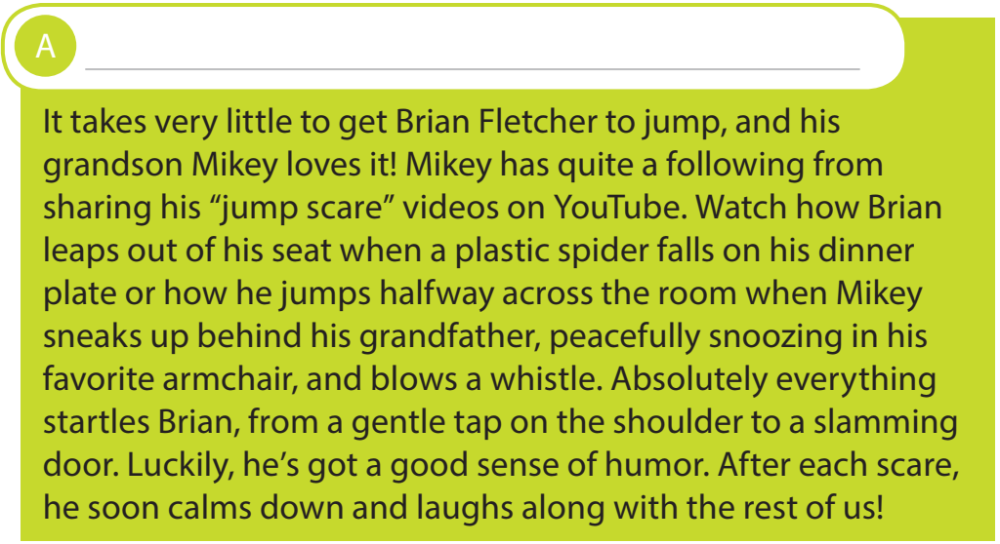 A
It takes very little to get Brian Fletcher to jump, and his
grandson Mikey loves it! Mikey has quite a following from
sharing his “jump scare” videos on YouTube. Watch how Brian
leaps out of his seat when a plastic spider falls on his dinner
plate or how he jumps halfway across the room when Mikey
sneaks up behind his grandfather, peacefully snoozing in his
favorite armchair, and blows a whistle. Absolutely everything
startles Brian, from a gentle tap on the shoulder to a slamming
door. Luckily, he’s got a good sense of humor. After each scare,
he soon calms down and laughs along with the rest of us!